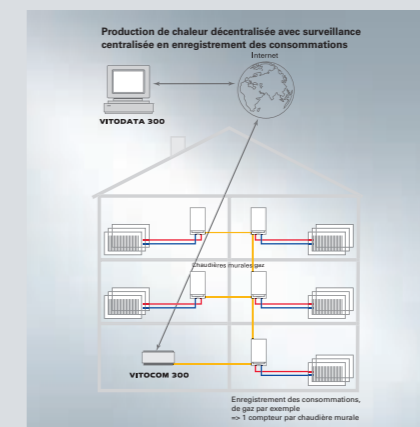 Production de chaleur décentralisée avec surveillance
centralisée en enregistrement des consommations
Internet
VITODATA 300
Chaudières murales gaz
VITOCOM 300
Enregistrement des consommations,
de gaz par exemple
=> 1 compteur par chaudière murale